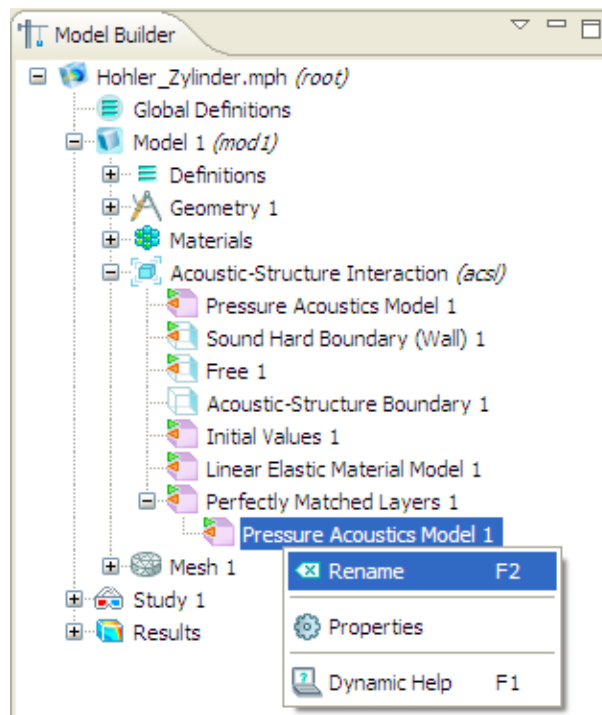 Model Builder
Hohler_Zylinder.mph (root)
Global Definitions
Model 1 (mod1)
Definitions
Geometry 1
Materials
Acoustic-Structure Interaction (acsl)
Pressure Acoustics Model 1
Sound Hard Boundary (Wall) 1
Free 1
Acoustic-Structure Boundary 1
Initial Values 1
Linear Elastic Material Model 1
Perfectly Matched Layers 1
Pressure Acoustics Model 1
Mesh 1
Rename F2
Study 1
Results
Properties
Dynamic Help F1